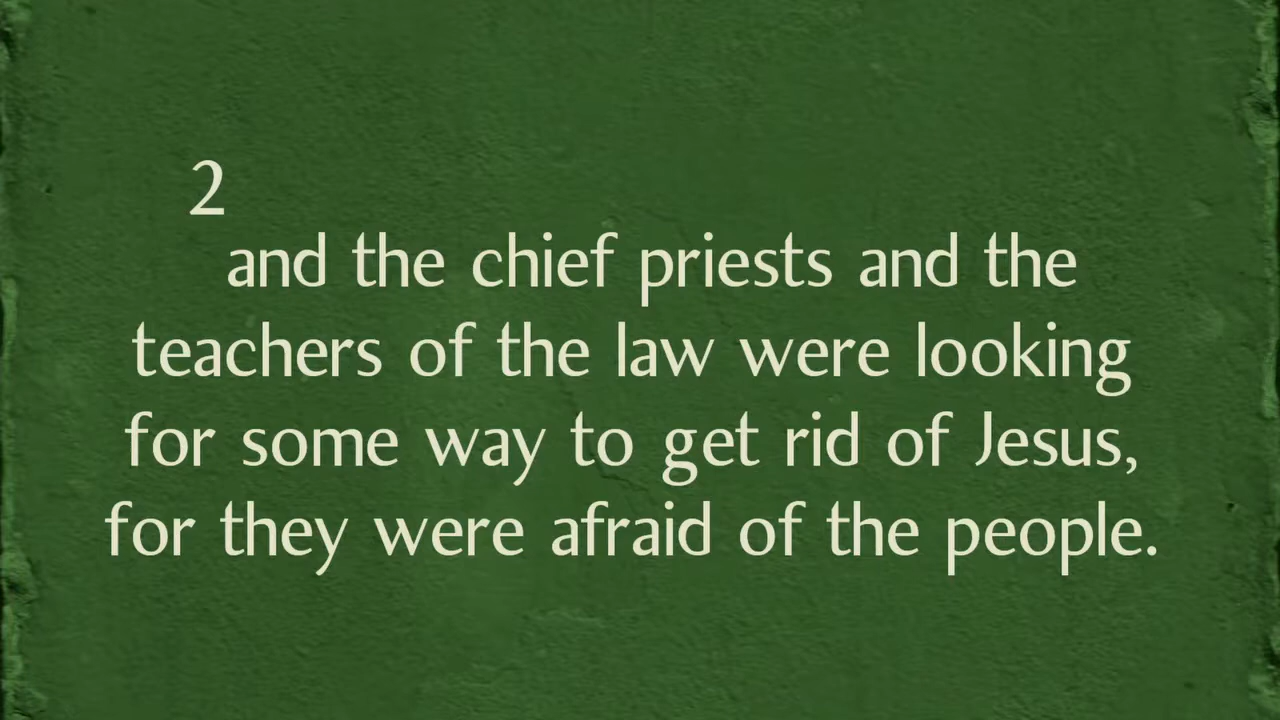 2
and the chief priests and the
teachers of the law were looking
for some way to get rid of Jesus,
for they were afraid of the people.